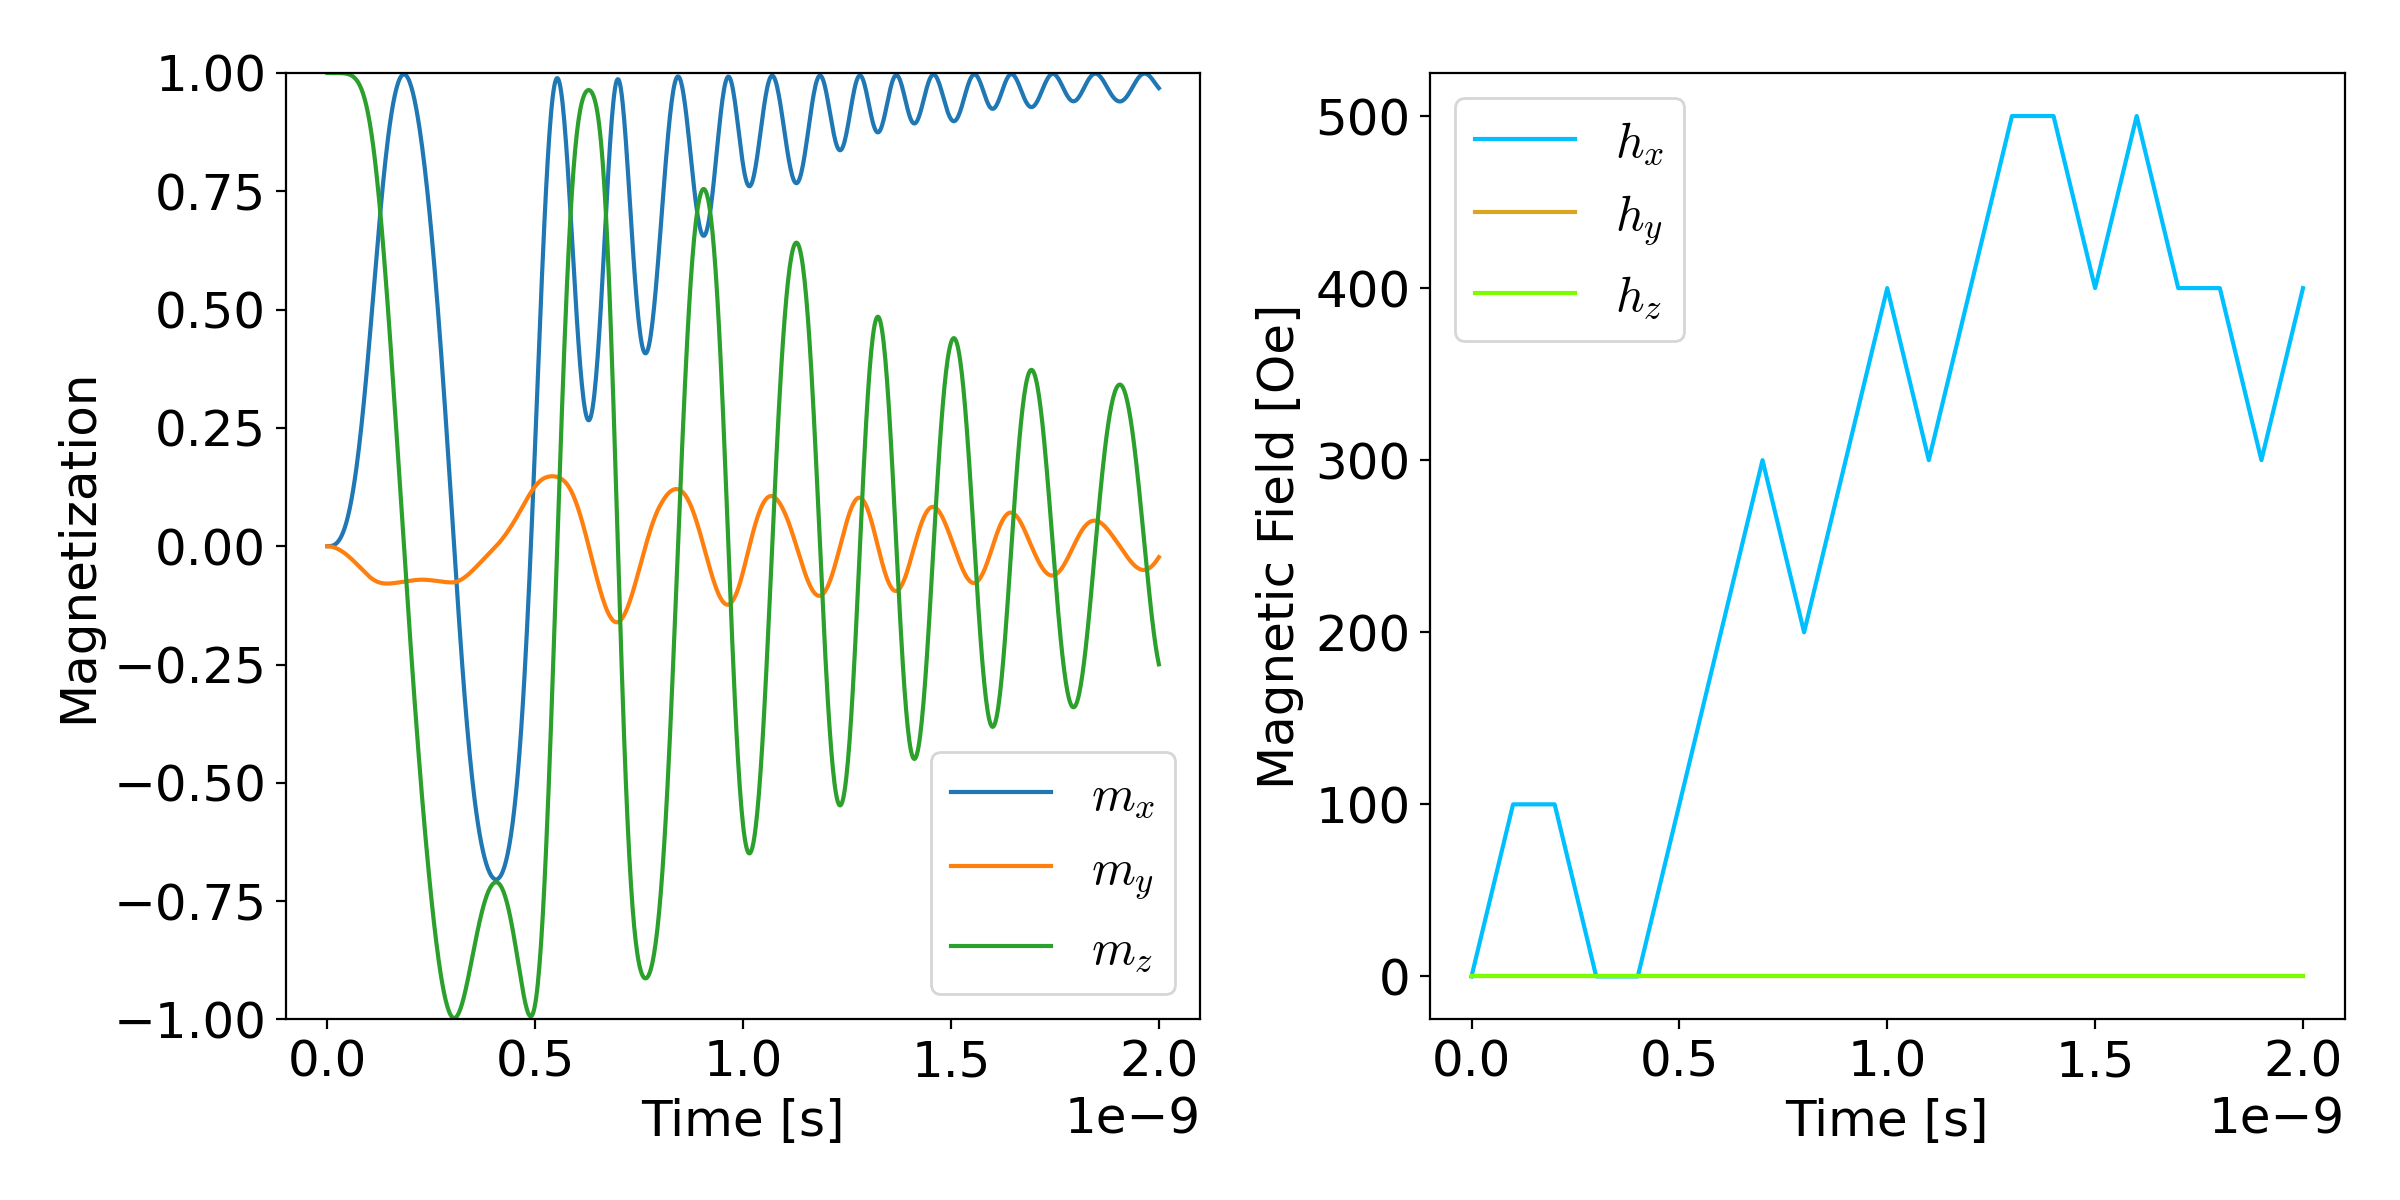 Magnetization
1.00
0.75
0.50
0.25
0.00
−0.25
−0.50
−0.75
−1.00
0.0 0.5 1.0 1.5 2.0
Time [s]
1e−9
m_x
m_y
m_z
Magnetic Field [Oe]
500
400
300
200
100
0
0.0 0.5 1.0 1.5 2.0
Time [s]
1e−9
h_x
h_y
h_z